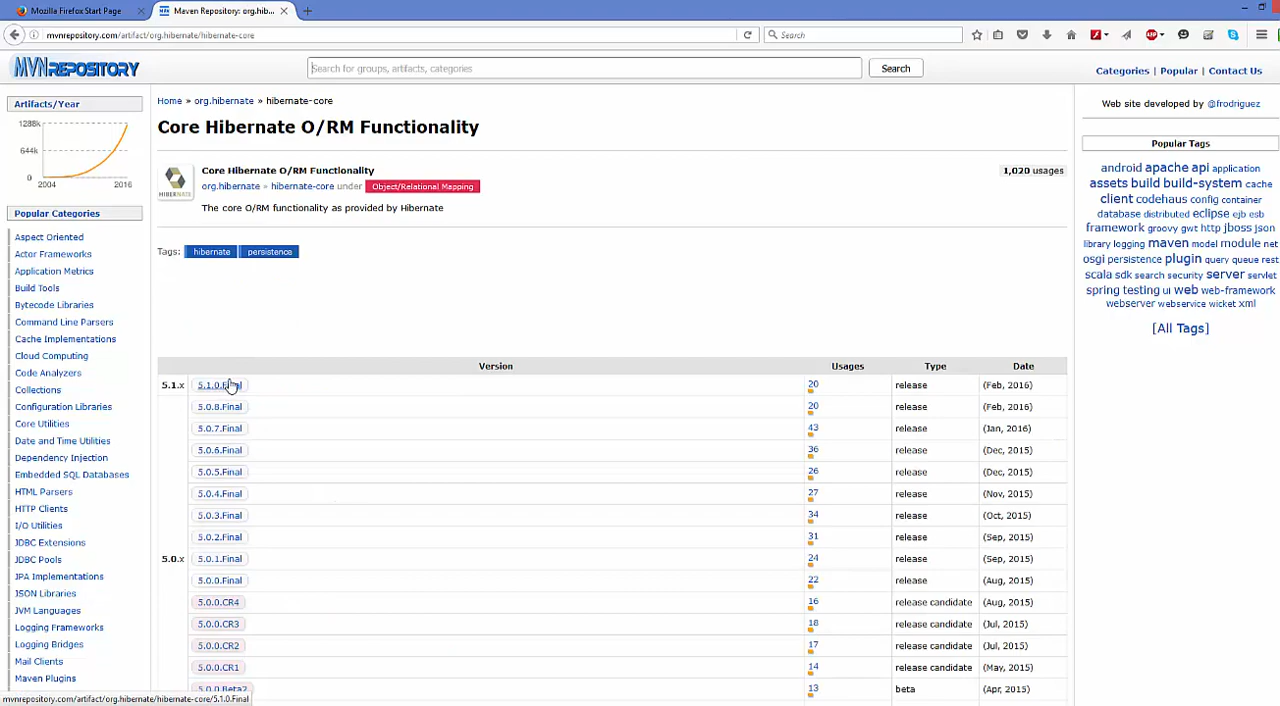 Mozilla Firefox Start Page
Maven Repository: org.hib...
mvnrepository.com/artifact/org.hibernate/hibernate-core
Search
MVNREPOSITORY
Search for groups, artifacts, categories
Search
Categories | Popular | Contact Us
Artifacts/Year
1288k
644k
0
2004 2016
Popular Categories
Aspect Oriented
Actor Frameworks
Application Metrics
Build Tools
Bytecode Libraries
Command Line Parsers
Cache Implementations
Cloud Computing
Code Analyzers
Collections
Configuration Libraries
Core Utilities
Date and Time Utilities
Dependency Injection
Embedded SQL Databases
HTML Parsers
HTTP Clients
I/O Utilities
JDBC Extensions
JDBC Pools
JPA Implementations
JSON Libraries
JVM Languages
Logging Frameworks
Logging Bridges
Mail Clients
Maven Plugins
Home » org.hibernate » hibernate-core
Core Hibernate O/RM Functionality
HIBERNATE
Core Hibernate O/RM Functionality
1,020 usages
org.hibernate » hibernate-core under Object/Relational Mapping
The core O/RM functionality as provided by Hibernate
Tags: hibernate persistence
Version Usages Type Date
5.1.x 5.1.0.Final 20 release (Feb, 2016)
5.0.8.Final 20 release (Feb, 2016)
5.0.7.Final 43 release (Jan, 2016)
5.0.6.Final 36 release (Dec, 2015)
5.0.5.Final 26 release (Dec, 2015)
5.0.4.Final 27 release (Nov, 2015)
5.0.3.Final 34 release (Oct, 2015)
5.0.2.Final 31 release (Sep, 2015)
5.0.x 5.0.1.Final 24 release (Sep, 2015)
5.0.0.Final 22 release (Aug, 2015)
5.0.0.CR4 16 release candidate (Aug, 2015)
5.0.0.CR3 18 release candidate (Jul, 2015)
5.0.0.CR2 17 release candidate (Jul, 2015)
5.0.0.CR1 14 release candidate (May, 2015)
5.0.0.Beta2 13 beta (Apr, 2015)
Web site developed by @frodriguez
Popular Tags
android apache api application
assets build build-system cache
client codehaus config container
database distributed eclipse ejb esb
framework groovy gwt http jboss json
library logging maven model module net
osgi persistence plugin query queue rest
scala sdk search security server servlet
spring testing ui web web-framework
webserver webservice wicket xml
[All Tags]
mvnrepository.com/artifact/org.hibernate/hibernate-core/5.1.0.Final